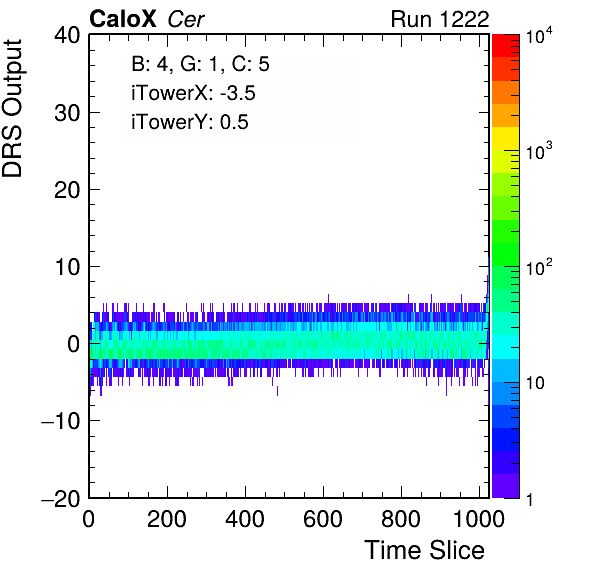 CaloX Cer Run 1222
DRS Output
40
30
20
10
0
−10
−20
B: 4, G: 1, C: 5
iTowerX: -3.5
iTowerY: 0.5
0 200 400 600 800 1000
Time Slice
10^4
10^3
10^2
10
1